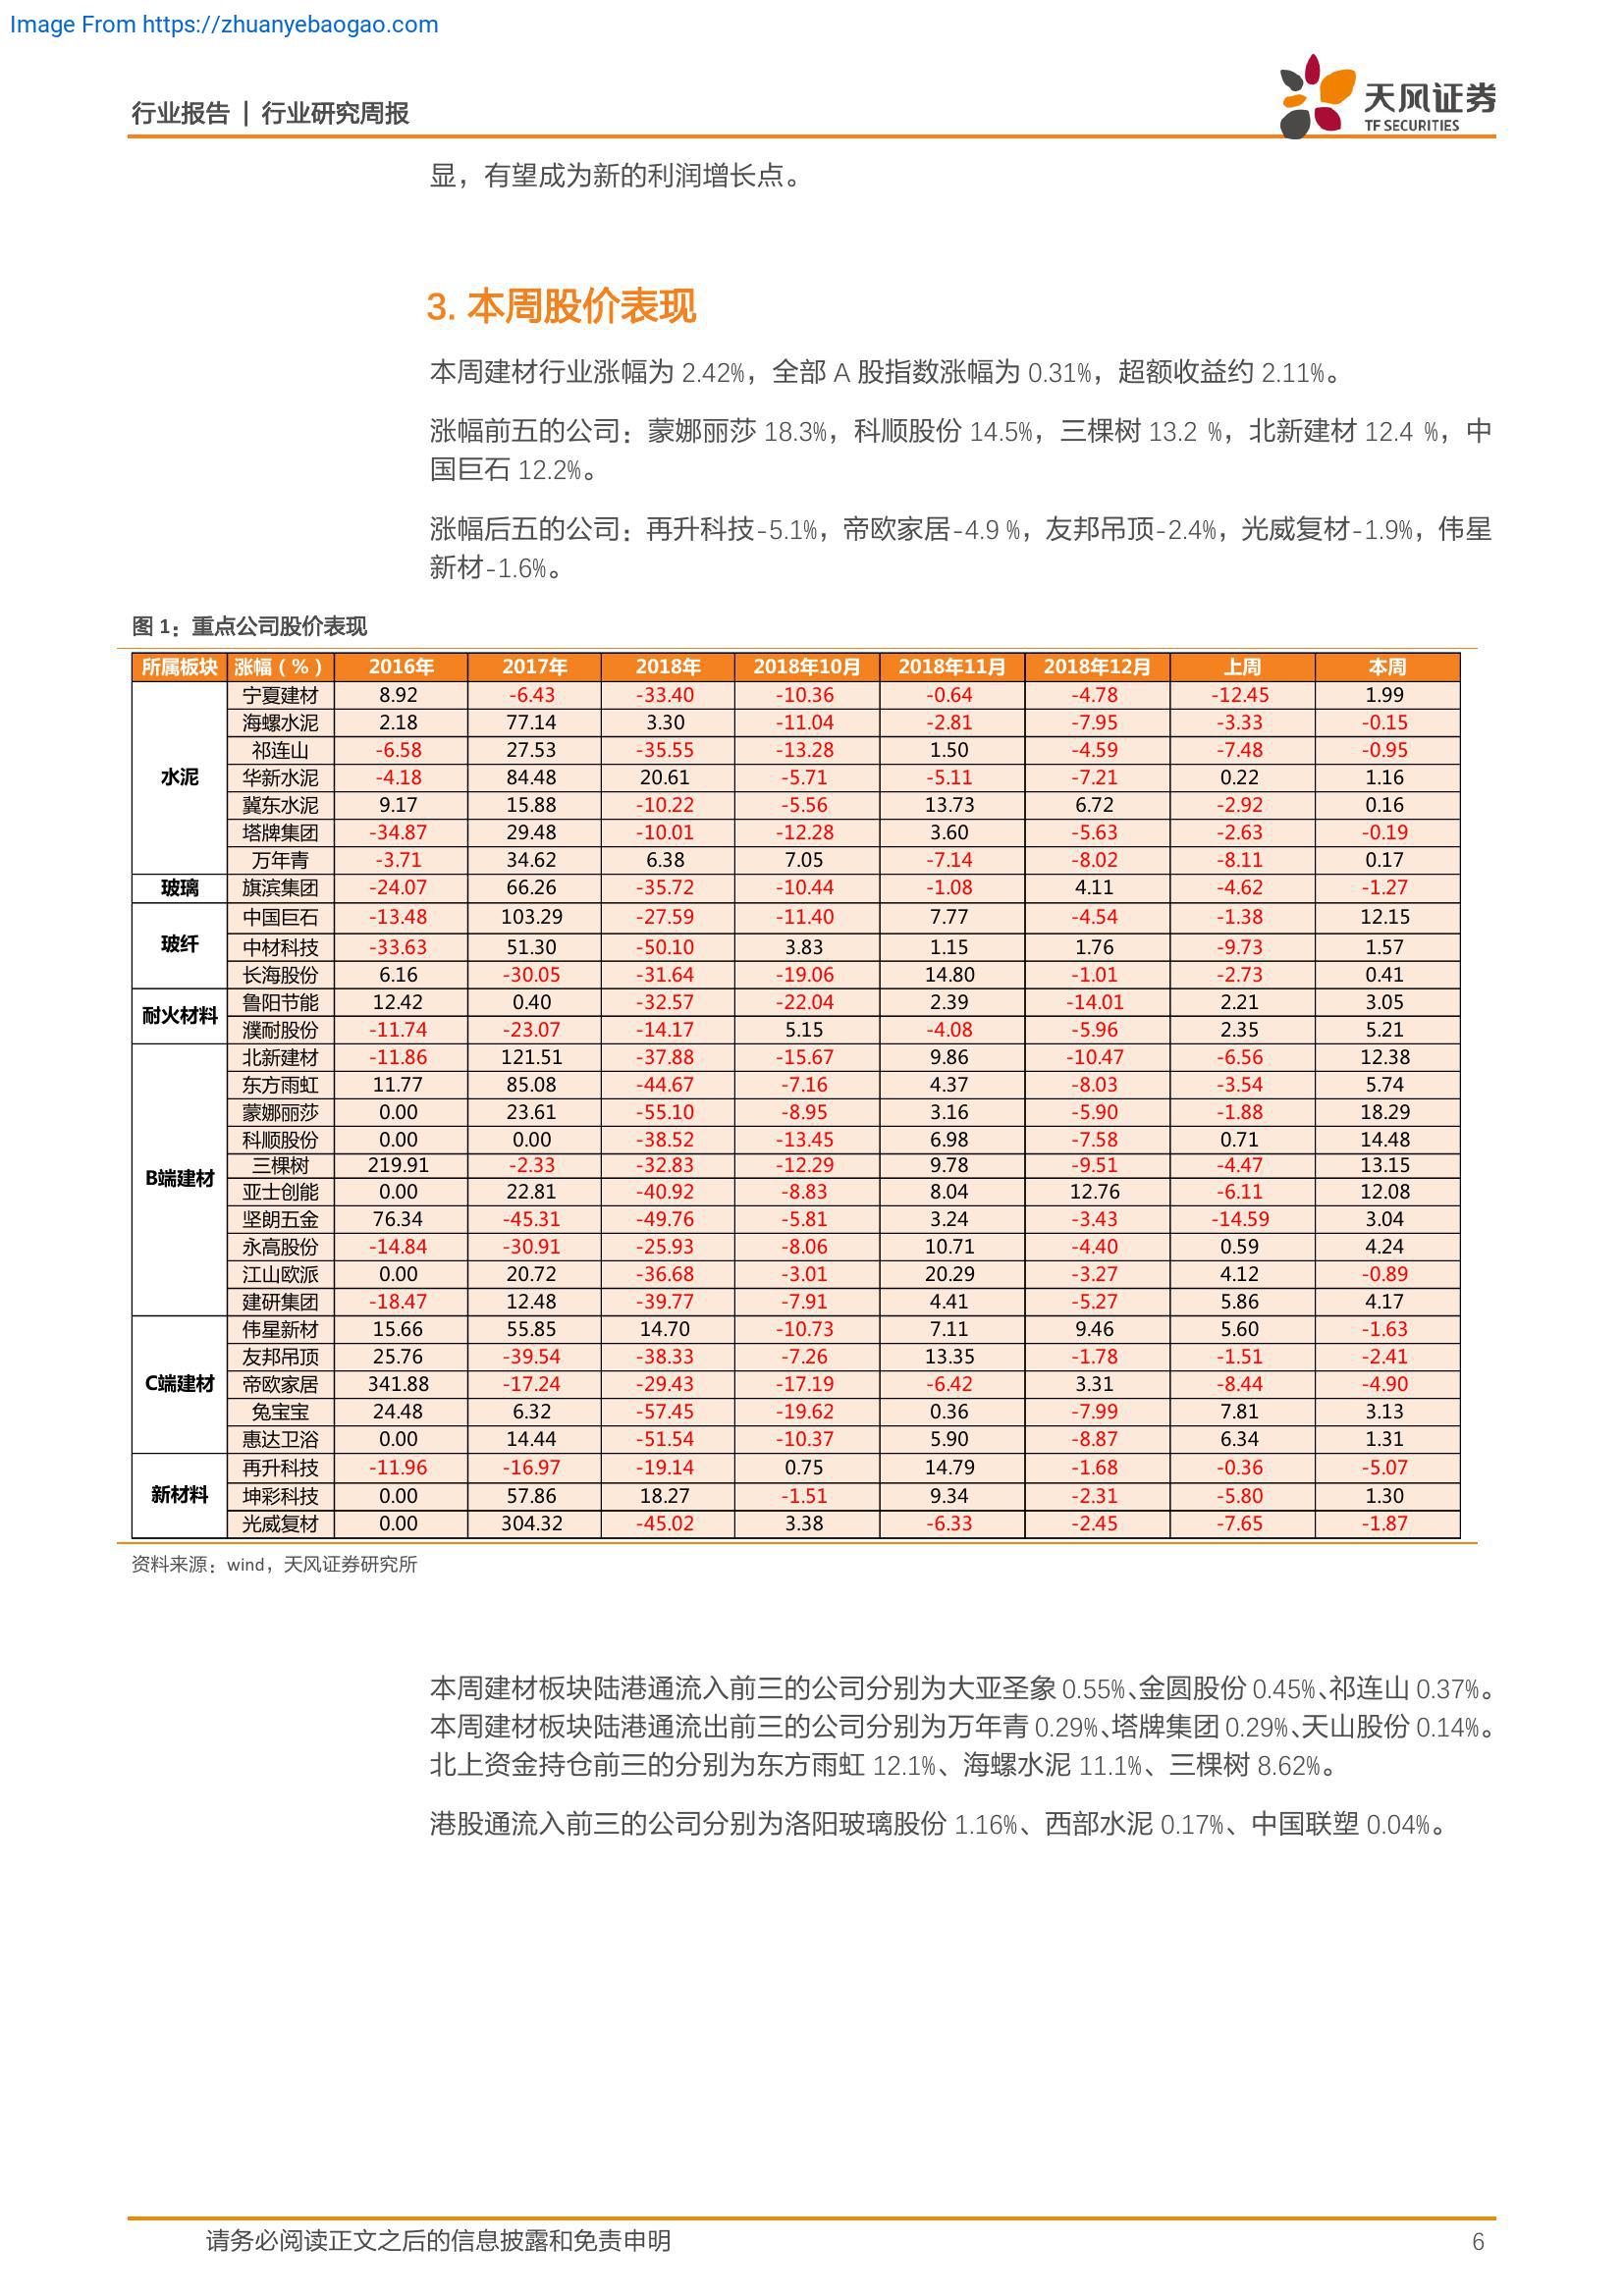 Image From https://zhuanyebaogao.com
行业报告 | 行业研究周报
天风证券
TF SECURITIES
显，有望成为新的利润增长点。
3. 本周股价表现
本周建材行业涨幅为 2.42%，全部 A 股指数涨幅为 0.31%，超额收益约 2.11%。
涨幅前五的公司：蒙娜丽莎 18.3%，科顺股份 14.5%，三棵树 13.2 %，北新建材 12.4 %，中
国巨石 12.2%。
涨幅后五的公司：再升科技-5.1%，帝欧家居-4.9 %，友邦吊顶-2.4%，光威复材-1.9%，伟星
新材-1.6%。
图 1：重点公司股价表现
所属板块 涨幅（%） 2016年 2017年 2018年 2018年10月 2018年11月 2018年12月 上周 本周
水泥 宁夏建材 8.92 -6.43 -33.40 -10.36 -0.64 -4.78 -12.45 1.99
海螺水泥 2.18 77.14 3.30 -11.04 -2.81 -7.95 -3.33 -0.15
祁连山 -6.58 27.53 -35.55 -13.28 1.50 -4.59 -7.48 -0.95
华新水泥 -4.18 84.48 20.61 -5.71 -5.11 -7.21 0.22 1.16
冀东水泥 9.17 15.88 -10.22 -5.56 13.73 6.72 -2.92 0.16
塔牌集团 -34.87 29.48 -10.01 -12.28 3.60 -5.63 -2.63 -0.19
万年青 -3.71 34.62 6.38 7.05 -7.14 -8.02 -8.11 0.17
玻璃 旗滨集团 -24.07 66.26 -35.72 -10.44 -1.08 4.11 -4.62 -1.27
玻纤 中国巨石 -13.48 103.29 -27.59 -11.40 7.77 -4.54 -1.38 12.15
中材科技 -33.63 51.30 -50.10 3.83 1.15 1.76 -9.73 1.57
长海股份 6.16 -30.05 -31.64 -19.06 14.80 -1.01 -2.73 0.41
耐火材料 鲁阳节能 12.42 0.40 -32.57 -22.04 2.39 -14.01 2.21 3.05
濮耐股份 -11.74 -23.07 -14.17 5.15 -4.08 -5.96 2.35 5.21
B端建材 北新建材 -11.86 121.51 -37.88 -15.67 9.86 -10.47 -6.56 12.38
东方雨虹 11.77 85.08 -44.67 -7.16 4.37 -8.03 -3.54 5.74
蒙娜丽莎 0.00 23.61 -55.10 -8.95 3.16 -5.90 -1.88 18.29
科顺股份 0.00 0.00 -38.52 -13.45 6.98 -7.58 0.71 14.48
三棵树 219.91 -2.33 -32.83 -12.29 9.78 -9.51 -4.47 13.15
亚士创能 0.00 22.81 -40.92 -8.83 8.04 12.76 -6.11 12.08
坚朗五金 76.34 -45.31 -49.76 -5.81 3.24 -3.43 -14.59 3.04
永高股份 -14.84 -30.91 -25.93 -8.06 10.71 -4.40 0.59 4.24
江山欧派 0.00 20.72 -36.68 -3.01 20.29 -3.27 4.12 -0.89
建研集团 -18.47 12.48 -39.77 -7.91 4.41 -5.27 5.86 4.17
C端建材 伟星新材 15.66 55.85 14.70 -10.73 7.11 9.46 5.60 -1.63
友邦吊顶 25.76 -39.54 -38.33 -7.26 13.35 -1.78 -1.51 -2.41
帝欧家居 341.88 -17.24 -29.43 -17.19 -6.42 3.31 -8.44 -4.90
兔宝宝 24.48 6.32 -57.45 -19.62 0.36 -7.99 7.81 3.13
惠达卫浴 0.00 14.44 -51.54 -10.37 5.90 -8.87 6.34 1.31
新材料 再升科技 -11.96 -16.97 -19.14 0.75 14.79 -1.68 -0.36 -5.07
坤彩科技 0.00 57.86 18.27 -1.51 9.34 -2.31 -5.80 1.30
光威复材 0.00 304.32 -45.02 3.38 -6.33 -2.45 -7.65 -1.87
资料来源：wind，天风证券研究所
本周建材板块陆港通流入前三的公司分别为大亚圣象 0.55%、金圆股份 0.45%、祁连山 0.37%。
本周建材板块陆港通流出前三的公司分别为万年青 0.29%、塔牌集团 0.29%、天山股份 0.14%。
北上资金持仓前三的分别为东方雨虹 12.1%、海螺水泥 11.1%、三棵树 8.62%。
港股通流入前三的公司分别为洛阳玻璃股份 1.16%、西部水泥 0.17%、中国联塑 0.04%。
请务必阅读正文之后的信息披露和免责申明
6